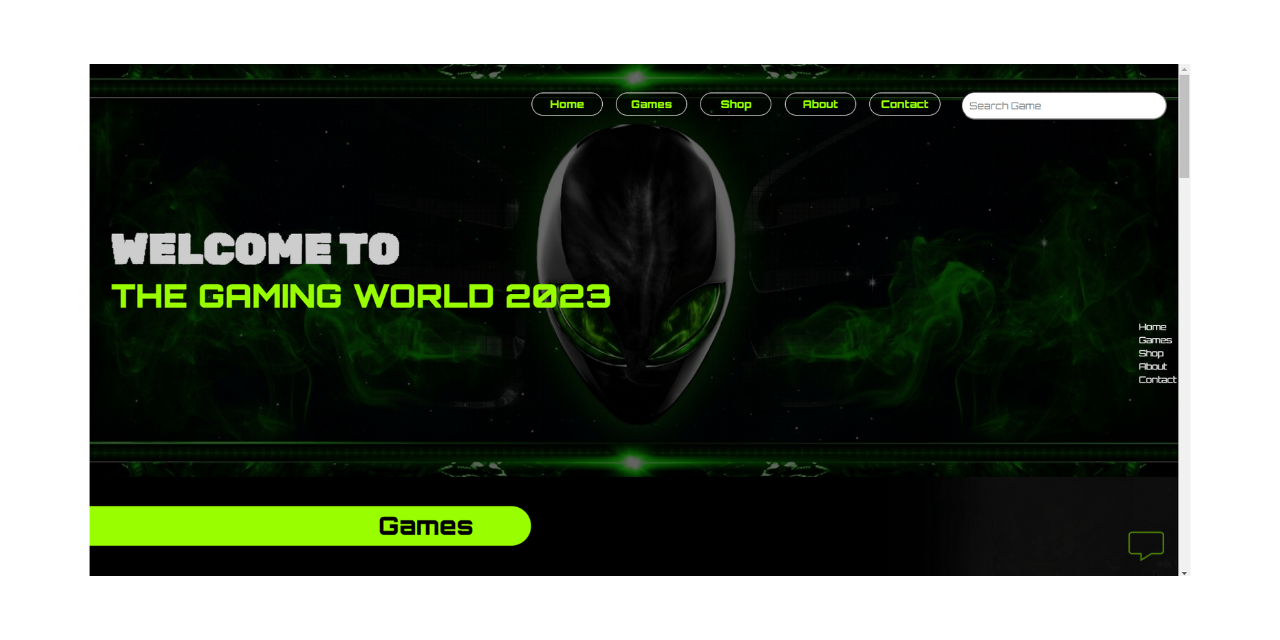 Home Games Shop About Contact Search Game
WELCOME TO
THE GAMING WORLD 2023
Home
Games
Shop
About
Contact
Games